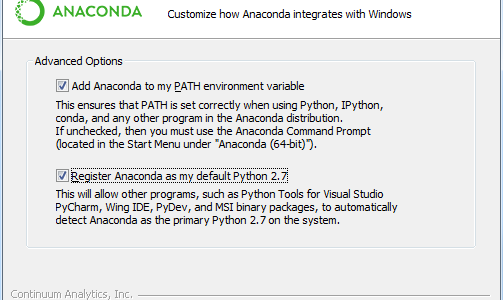 ANACONDA
Customize how Anaconda integrates with Windows
Advanced Options
Add Anaconda to my PATH environment variable
This ensures that PATH is set correctly when using Python, IPython,
conda, and any other program in the Anaconda distribution.
If unchecked, then you must use the Anaconda Command Prompt
(located in the Start Menu under "Anaconda (64-bit)").
Register Anaconda as my default Python 2.7
This will allow other programs, such as Python Tools for Visual Studio
PyCharm, Wing IDE, PyDev, and MSI binary packages, to automatically
detect Anaconda as the primary Python 2.7 on the system.
Continuum Analytics, Inc.